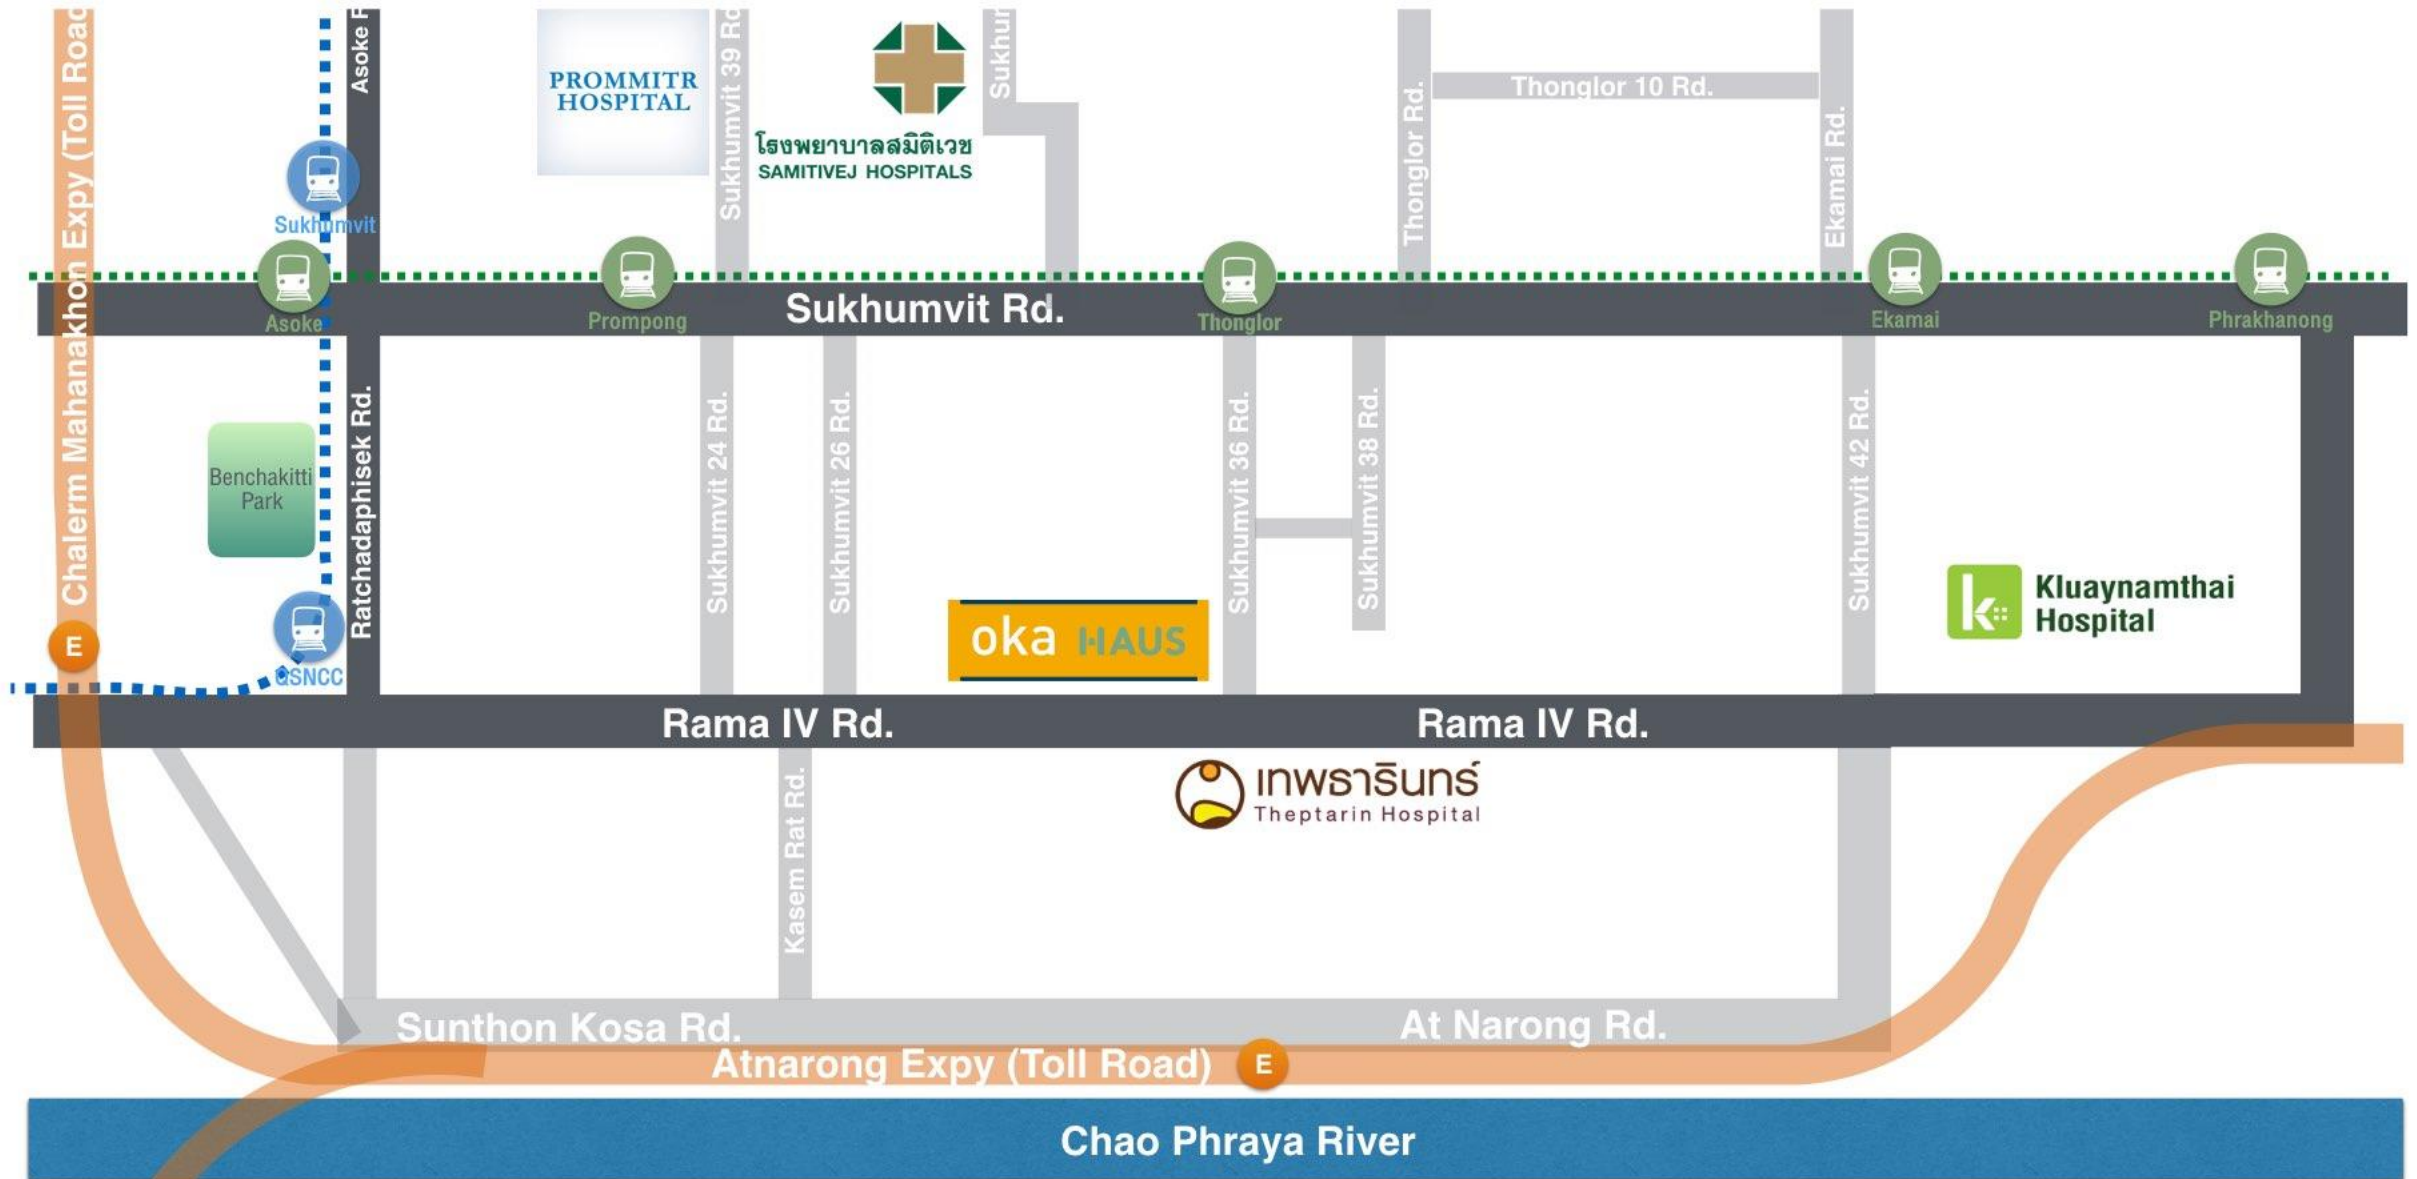 Chalerm Mahanakhon Expy (Toll Road
Asoke
PROMMITR
HOSPITAL
Sukhumvit 39 Rd
โรงพยาบาลสมิติเวช
SAMITIVEJ HOSPITALS
Sukhu
Thonglor Rd.
Thonglor 10 Rd.
Ekamai Rd.
Sukhumvit
Asoke
Prompong
Sukhumvit Rd.
Thonglor
Ekamai
Phrakhanong
Benchakitti
Park
Ratchadaphisek Rd.
Sukhumvit 24 Rd.
Sukhumvit 26 Rd.
Sukhumvit 36 Rd.
Sukhumvit 38 Rd.
Sukhumvit 42 Rd.
Kluaynamthai
Hospital
k
oka HAUS
E
QSNCC
Rama IV Rd.
Rama IV Rd.
เทพธารินทร์
Theptarin Hospital
Kasem Rat Rd.
Sunthon Kosa Rd.
At Narong Rd.
Atnarong Expy (Toll Road)
E
Chao Phraya River